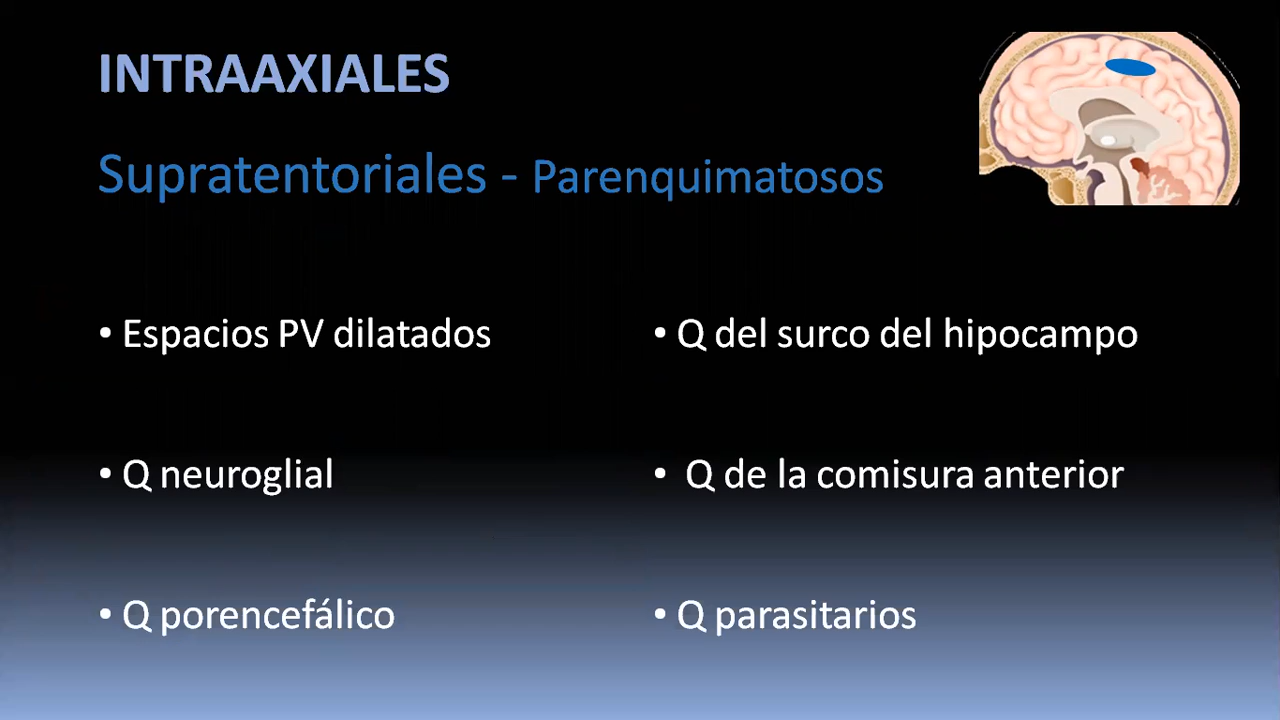 INTRAAXIALES
Supratentoriales - Parenquimatosos
• Espacios PV dilatados
• Q neuroglial
• Q porencefálico
• Q del surco del hipocampo
• Q de la comisura anterior
• Q parasitarios